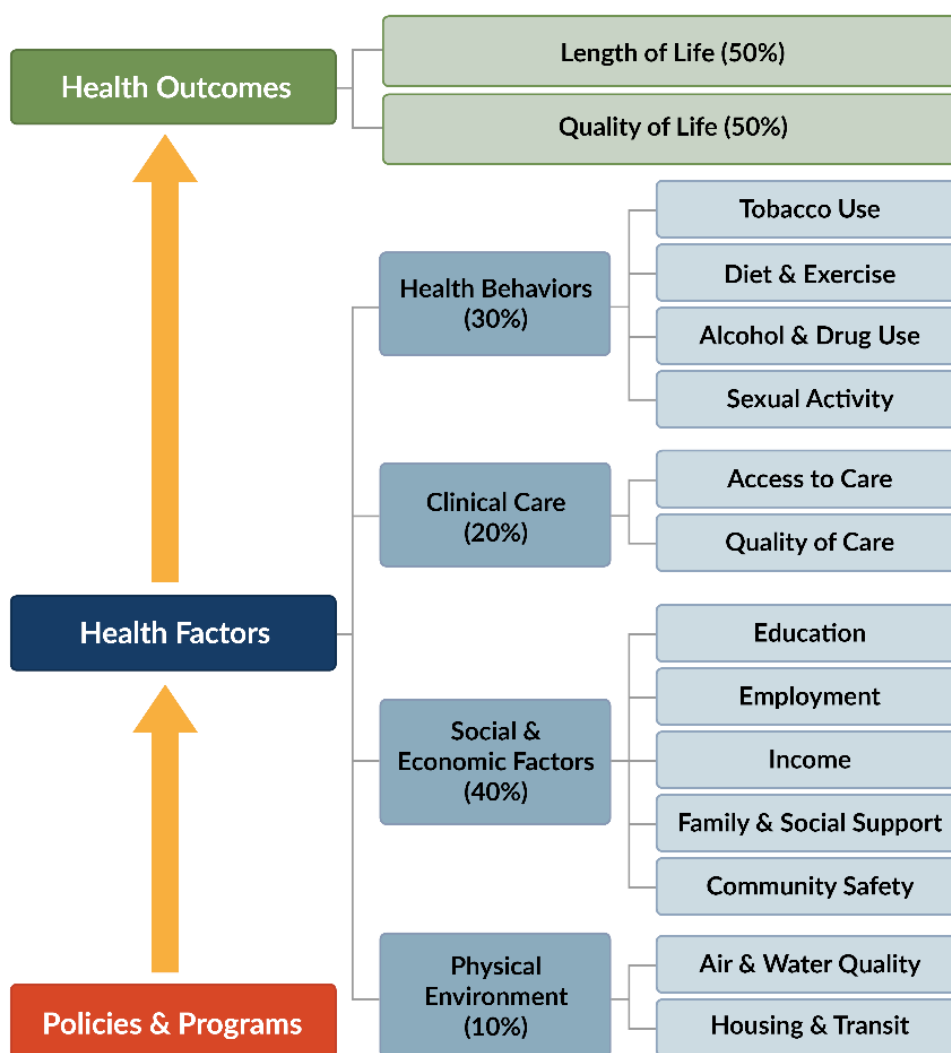 Health Outcomes
Length of Life (50%)
Quality of Life (50%)
Health Behaviors
(30%)
Tobacco Use
Diet & Exercise
Alcohol & Drug Use
Sexual Activity
Clinical Care
(20%)
Access to Care
Quality of Care
Health Factors
Social &
Economic Factors
(40%)
Education
Employment
Income
Family & Social Support
Community Safety
Physical
Environment
(10%)
Air & Water Quality
Housing & Transit
Policies & Programs